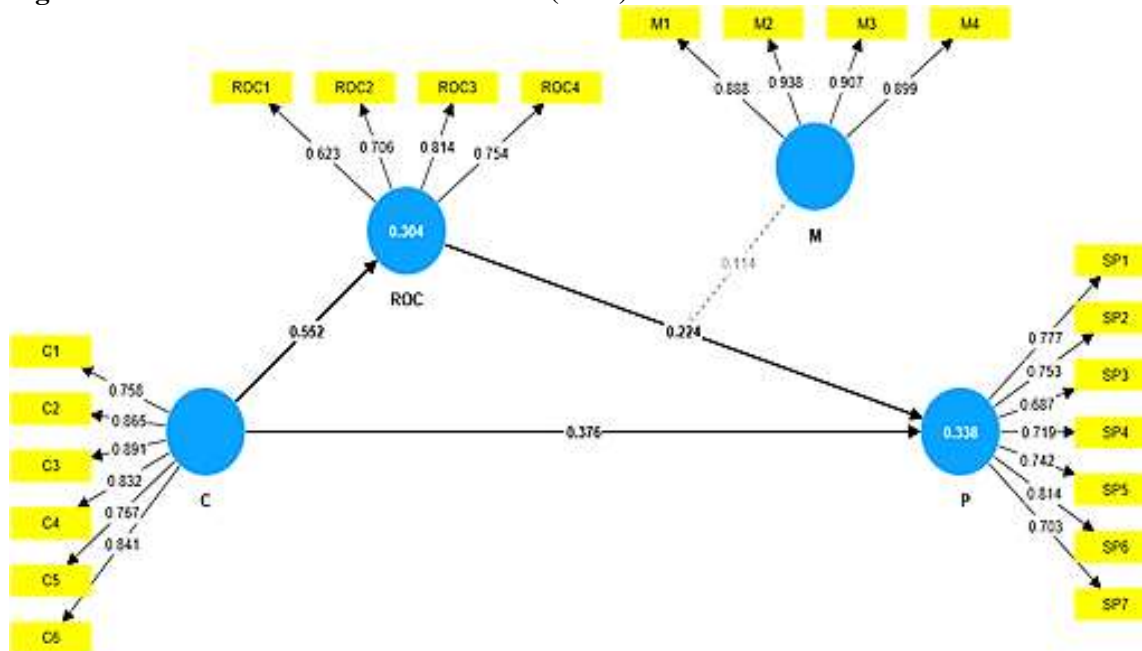 M1 M2 M3 M4
0.888 0.938 0.907 0.899
ROC1 ROC2 ROC3 ROC4
0.623 0.706 0.814 0.754
M
0.304
ROC
0.114
0.552
0.224
SP1
SP2
SP3
SP4
SP5
SP6
SP7
0.777
0.753
0.687
0.719
0.742
0.814
0.703
C1
C2
C3
C4
C5
C6
0.758
0.865
0.891
0.832
0.767
0.841
C
0.376
0.338
P